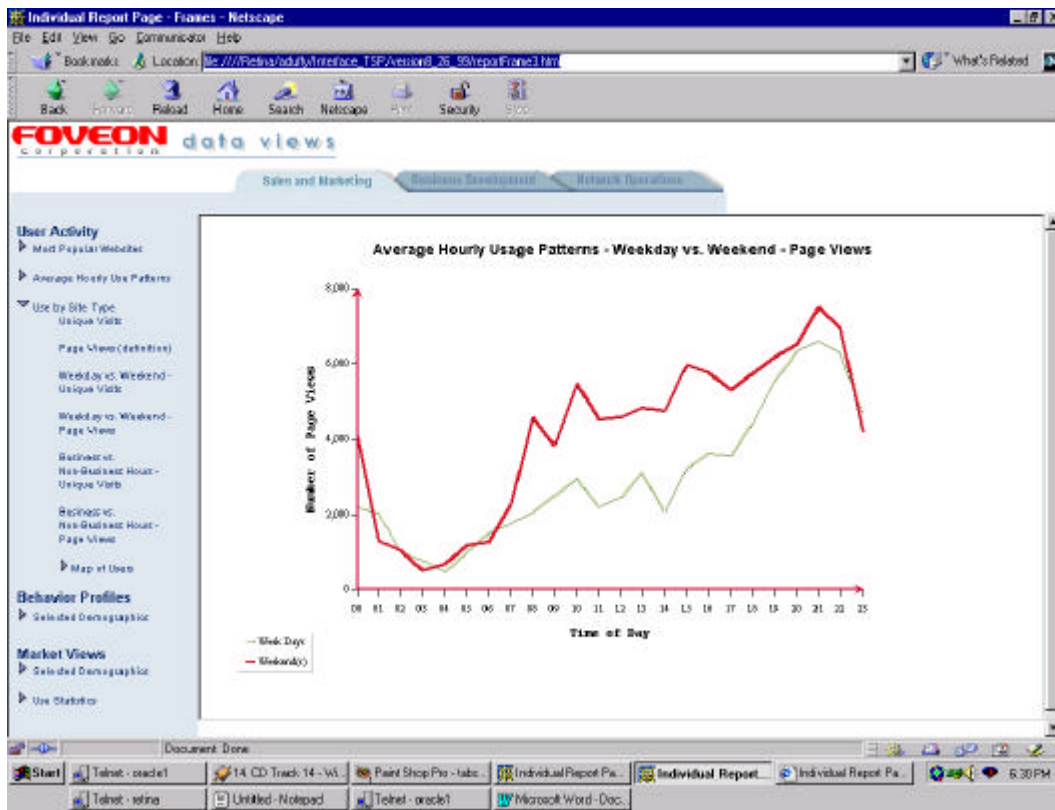 Individual Report Page - Frames - Netscape
File Edit View Go Communicator Help
Bookmarks Location: file:////Retina/aduffy/Interface_TSP/version8_26_99/reportFrame3.htm What's Related
Back Forward Reload Home Search Netscape Print Security Stop
FOVEON data views
corporation
Sales and Marketing Business Development Network Operations
User Activity
Most Popular Websites
Average Hourly Use Patterns
Use by Site Type
Unique Visits
Page Views (definition)
Weekday vs. Weekend -
Unique Visits
Weekday vs. Weekend -
Page Views
Business vs.
Non-Business Hours -
Unique Visits
Business vs.
Non-Business Hours -
Page Views
Map of Users
Behavior Profiles
Selected Demographics
Market Views
Selected Demographics
Use Statistics
Average Hourly Usage Patterns - Weekday vs. Weekend - Page Views
Number of Page Views
8,000
6,000
4,000
2,000
0
00 01 02 03 04 05 06 07 08 09 10 11 12 13 14 15 16 17 18 19 20 21 22 23
Time of Day
Week Days
Weekend(s)
Document: Done
Start Telnet - oracle1 14. CD Track 14 - Wi... Paint Shop Pro - tabs... Individual Report Pa... Individual Report... Individual Report Pa... 6:30 PM
Telnet - retina Untitled - Notepad Telnet - oracle1 Microsoft Word - Doc...